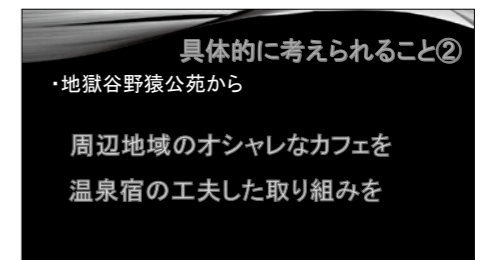 具体的に考えられること②
・地獄谷野猿公苑から
周辺地域のオシャレなカフェを
温泉宿の工夫した取り組みを